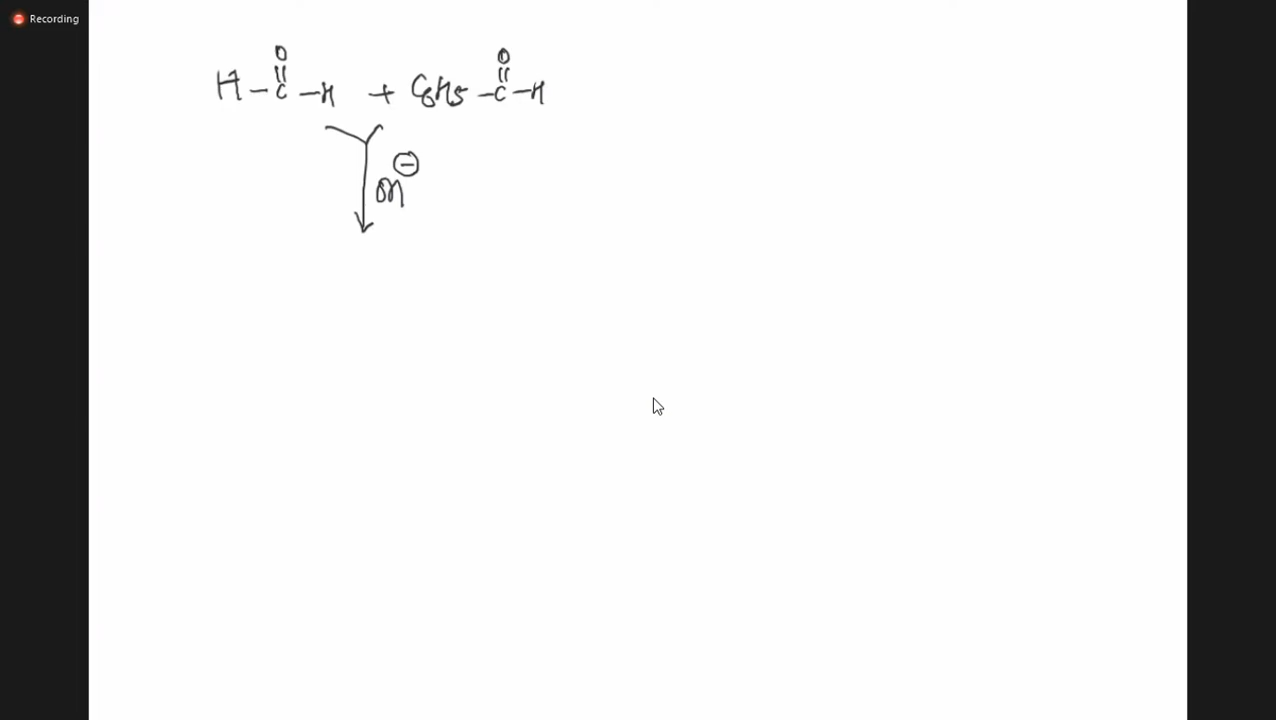 Recording
O O
H - C - H + C6H5 - C - H
⊖
OH